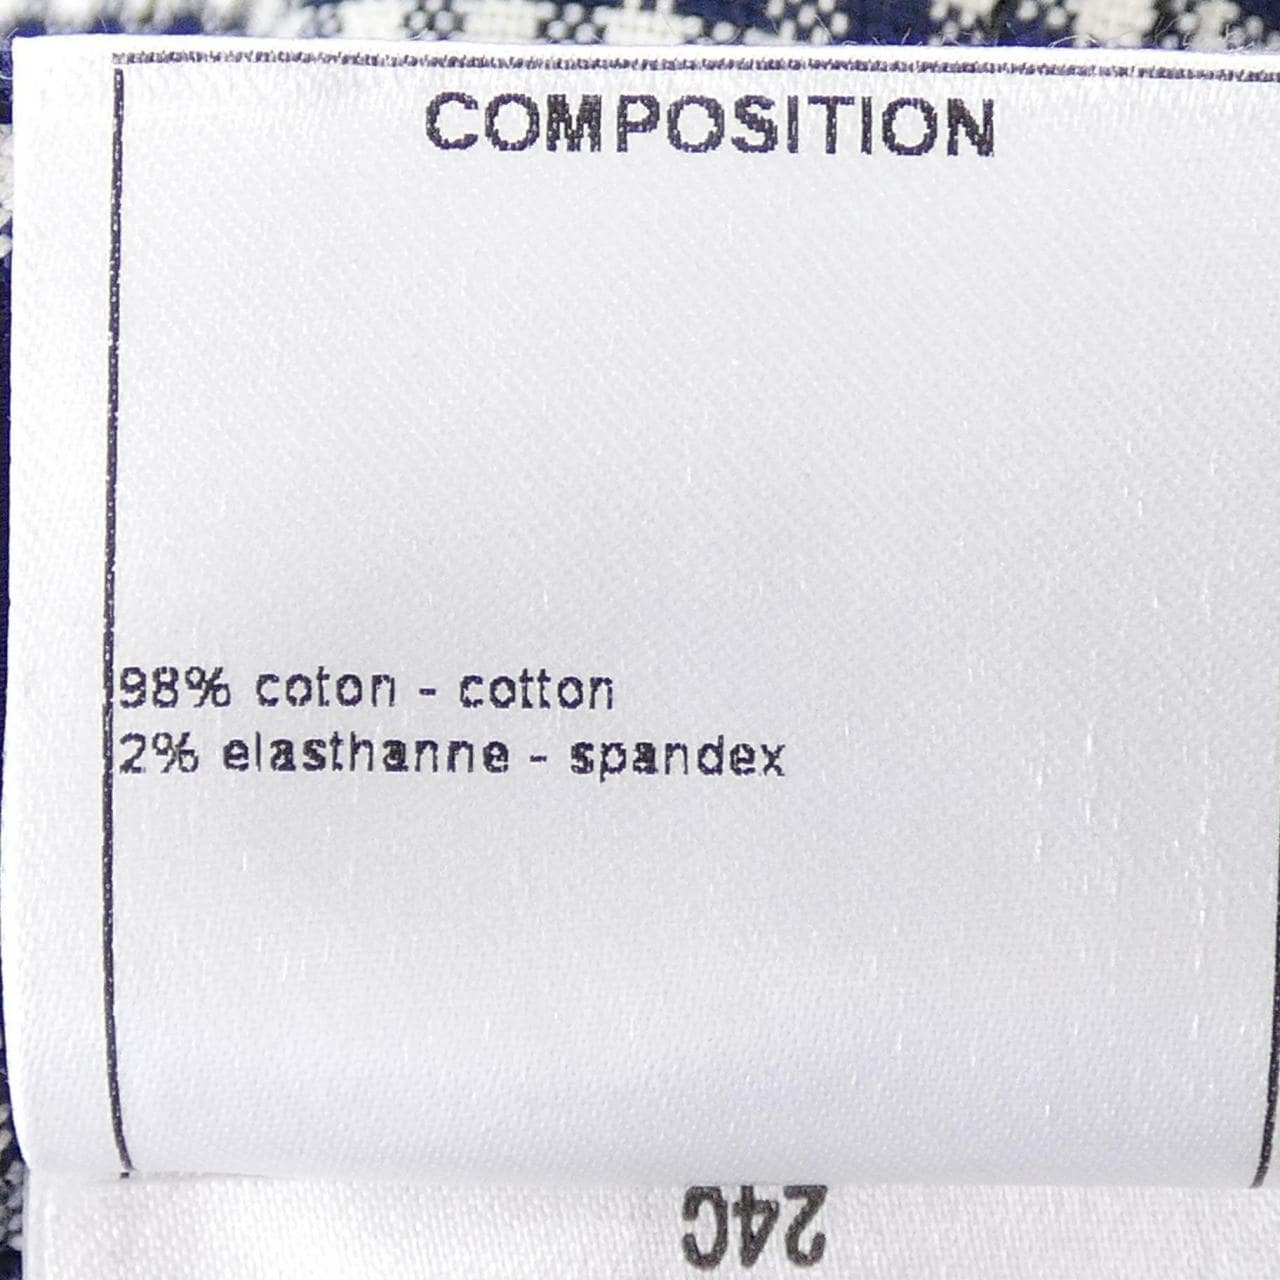 COMPOSITION
98% coton - cotton
2% elasthanne - spandex
24C